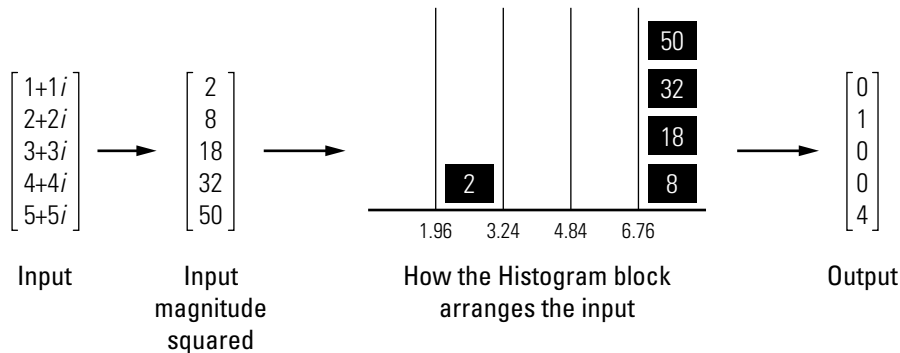 1+1i
2+2i
3+3i
4+4i
5+5i
2
8
18
32
50
50
32
18
2
8
1.96 3.24 4.84 6.76
0
1
0
0
4
Input
Input
magnitude
squared
How the Histogram block
arranges the input
Output